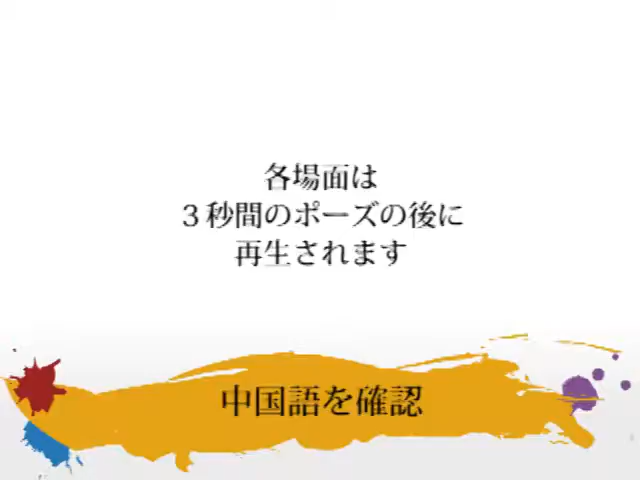 各場面は
３秒間のポーズの後に
再生されます
中国語を確認